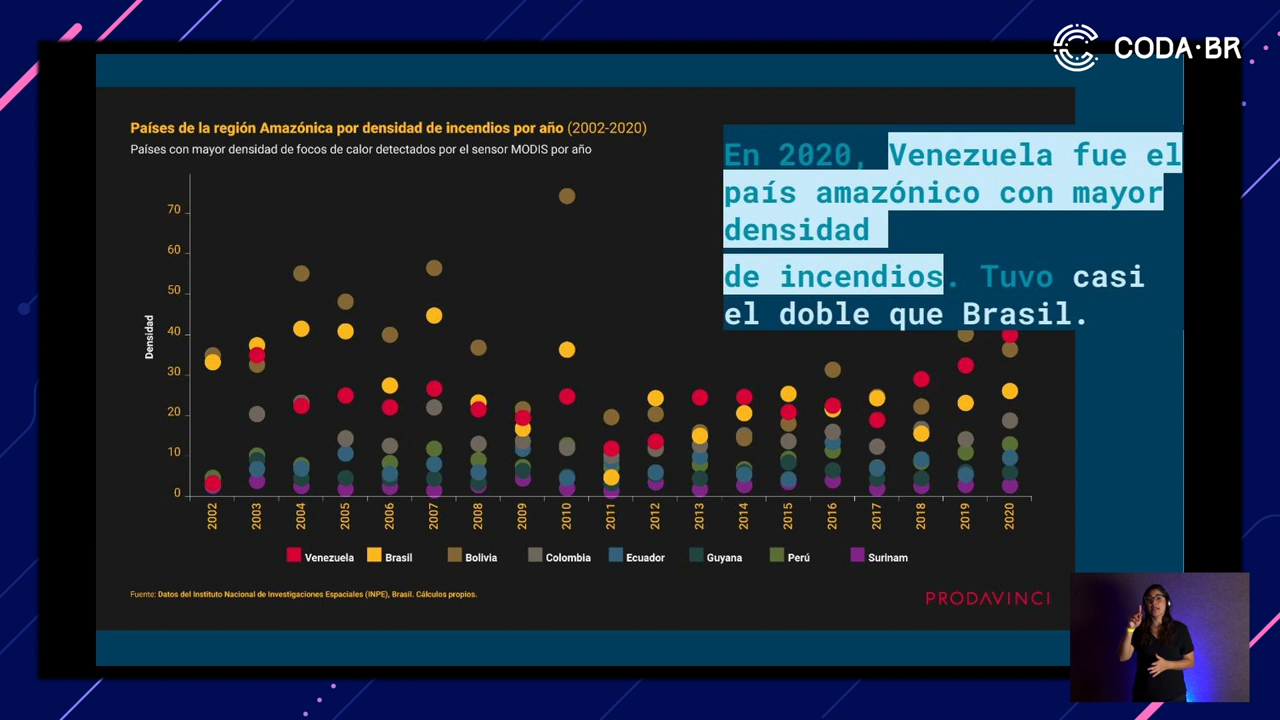 CODA·BR
Países de la región Amazónica por densidad de incendios por año (2002-2020)
Países con mayor densidad de focos de calor detectados por el sensor MODIS por año
En 2020, Venezuela fue el
país amazónico con mayor
densidad
de incendios. Tuvo casi
el doble que Brasil.
Densidad
70
60
50
40
30
20
10
0
2002 2003 2004 2005 2006 2007 2008 2009 2010 2011 2012 2013 2014 2015 2016 2017 2018 2019 2020
Venezuela Brasil Bolivia Colombia Ecuador Guyana Perú Surinam
Fuente: Datos del Instituto Nacional de Investigaciones Espaciales (INPE), Brasil. Cálculos propios.
PRODAVINCI